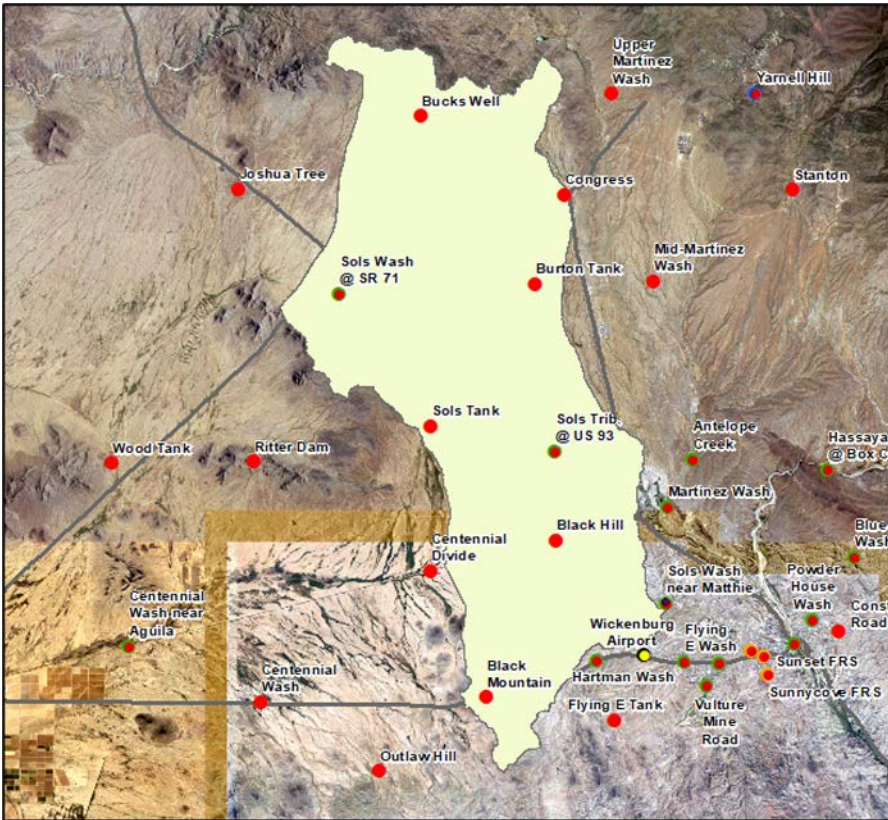 Upper
Martinez
Wash
Yarnell Hill
Bucks Well
Joshua Tree
Congress
Stanton
Sols Wash
@ SR 71
Burton Tank
Mid-Martinez
Wash
Sols Tank
Sols Trib.
@ US 93
Antelope
Creek
Hassaya
@ Box C
Wood Tank
Ritter Dam
Martinez Wash
Black Hill
Centennial
Divide
Blue
Wash
Sols Wash
near Matthie
Powder
House
Wash
Cons
Road
Centennial
Wash near
Aguila
Wickenburg
Airport
Flying
E Wash
Sunset FRS
Hartman Wash
Sunnycove FRS
Centennial
Wash
Black
Mountain
Flying E Tank
Vulture
Mine
Road
Outlaw Hill